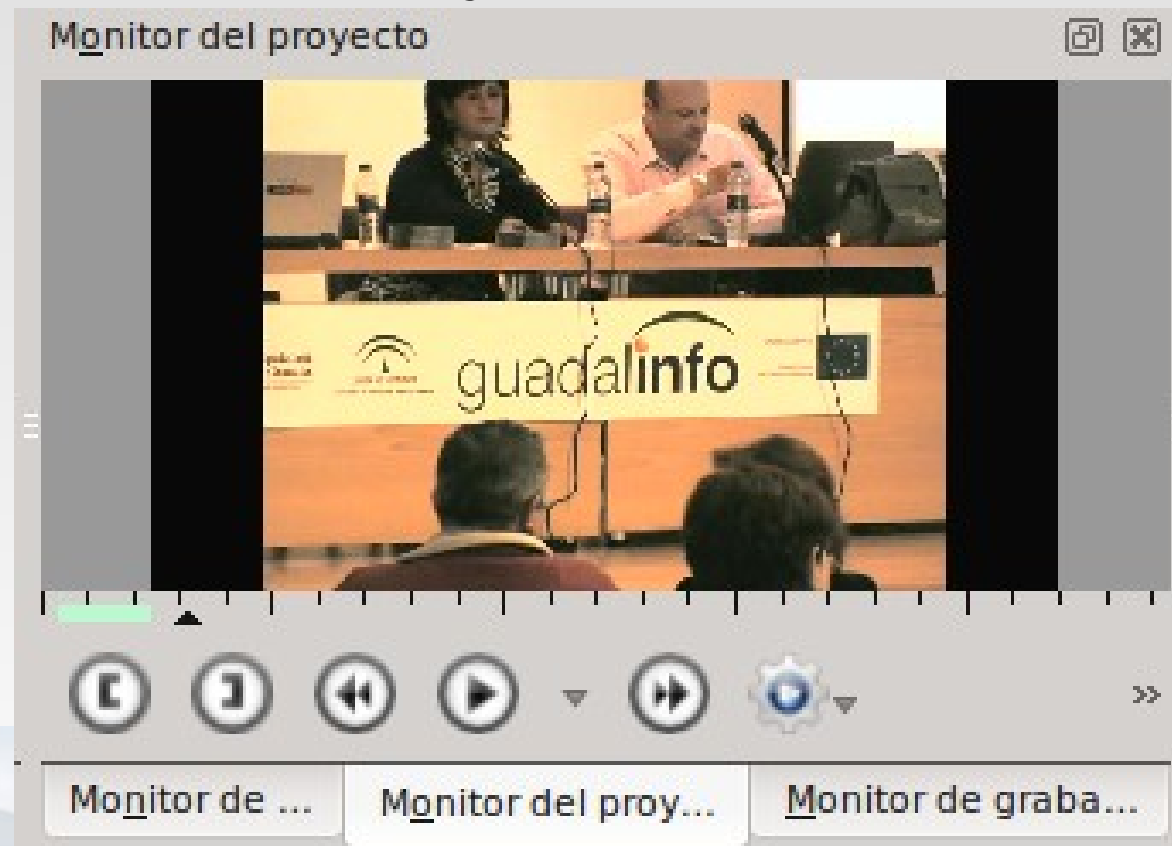 Monitor del proyecto
guadalinfo
Monitor de ...
Monitor del proy...
Monitor de graba...